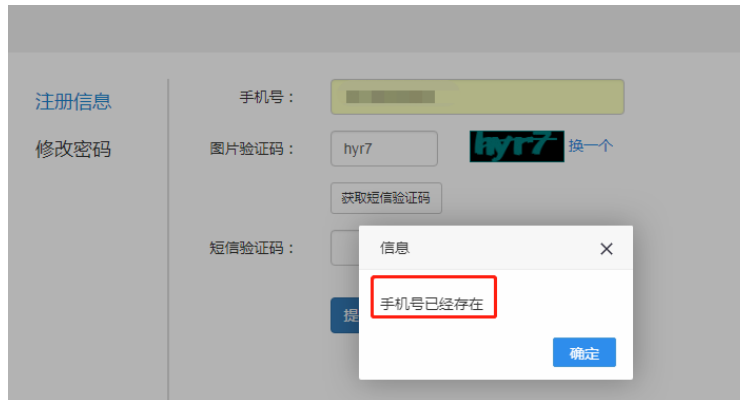 注册信息
修改密码
手机号：
图片验证码：
hyr7
hyr7
换一个
获取短信验证码
短信验证码：
提
信息
手机号已经存在
确定